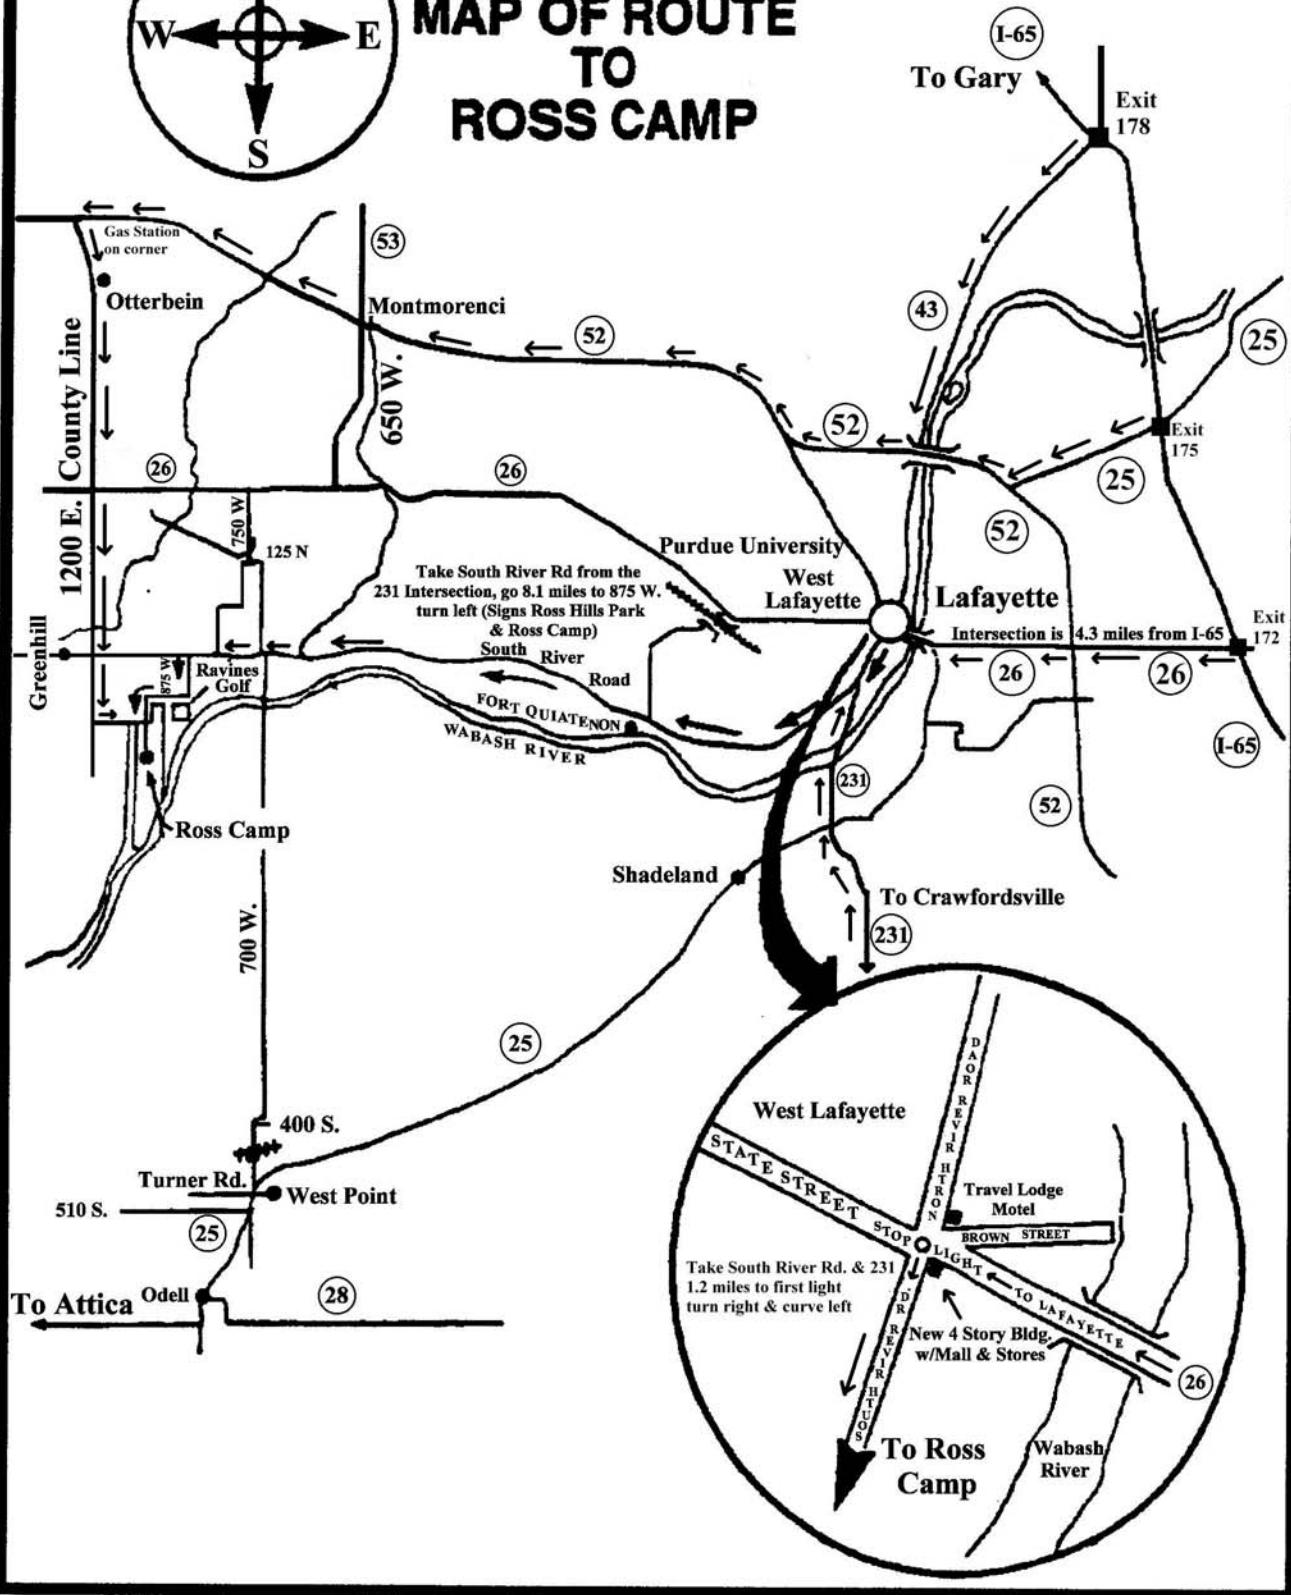 MAP OF ROUTE
TO
ROSS CAMP
W
E
S
I-65
To Gary
Exit
178
Gas Station
on corner
53
Otterbein
Montmorenci
52
43
25
1200 E. County Line
650 W.
52
Exit
175
26
26
25
750 W
52
125 N
Purdue University
West
Lafayette
Lafayette
Take South River Rd from the
231 Intersection, go 8.1 miles to 875 W.
turn left (Signs Ross Hills Park
& Ross Camp)
Exit
172
Intersection is 4.3 miles from I-65
Greenhill
875 W
Ravines
Golf
South River Road
26
26
FORT QUIATENON
WABASH RIVER
I-65
231
52
Ross Camp
Shadeland
To Crawfordsville
231
700 W.
25
400 S.
Turner Rd.
West Point
510 S.
25
Odell
To Attica
28
West Lafayette
NORTH RIVER ROAD
STATE STREET
Travel Lodge
Motel
STOP LIGHT
BROWN STREET
Take South River Rd. & 231
1.2 miles to first light
turn right & curve left
TO LAFAYETTE
New 4 Story Bldg.
w/Mall & Stores
26
SOUTH RIVER RD.
To Ross
Camp
Wabash
River